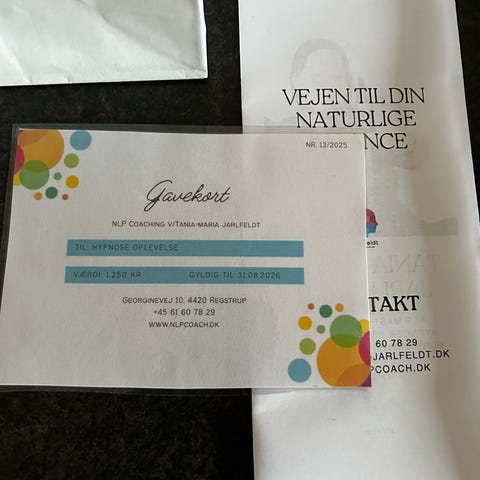 NR. 13/2025
Gavekort
NLP COACHING V/TANIA-MARIA JARLFELDT
TIL: HYPNOSE OPLEVELSE
VÆRDI: 1.250 KR GYLDIG TIL 31.08.2026
GEORGINEVEJ 10, 4420 REGSTRUP
+45 61 60 78 29
WWW.NLPCOACH.DK
VEJEN TIL DIN
NATURLIGE
NCE
TAKT
60 78 29
JARLFELDT.DK
PCOACH.DK